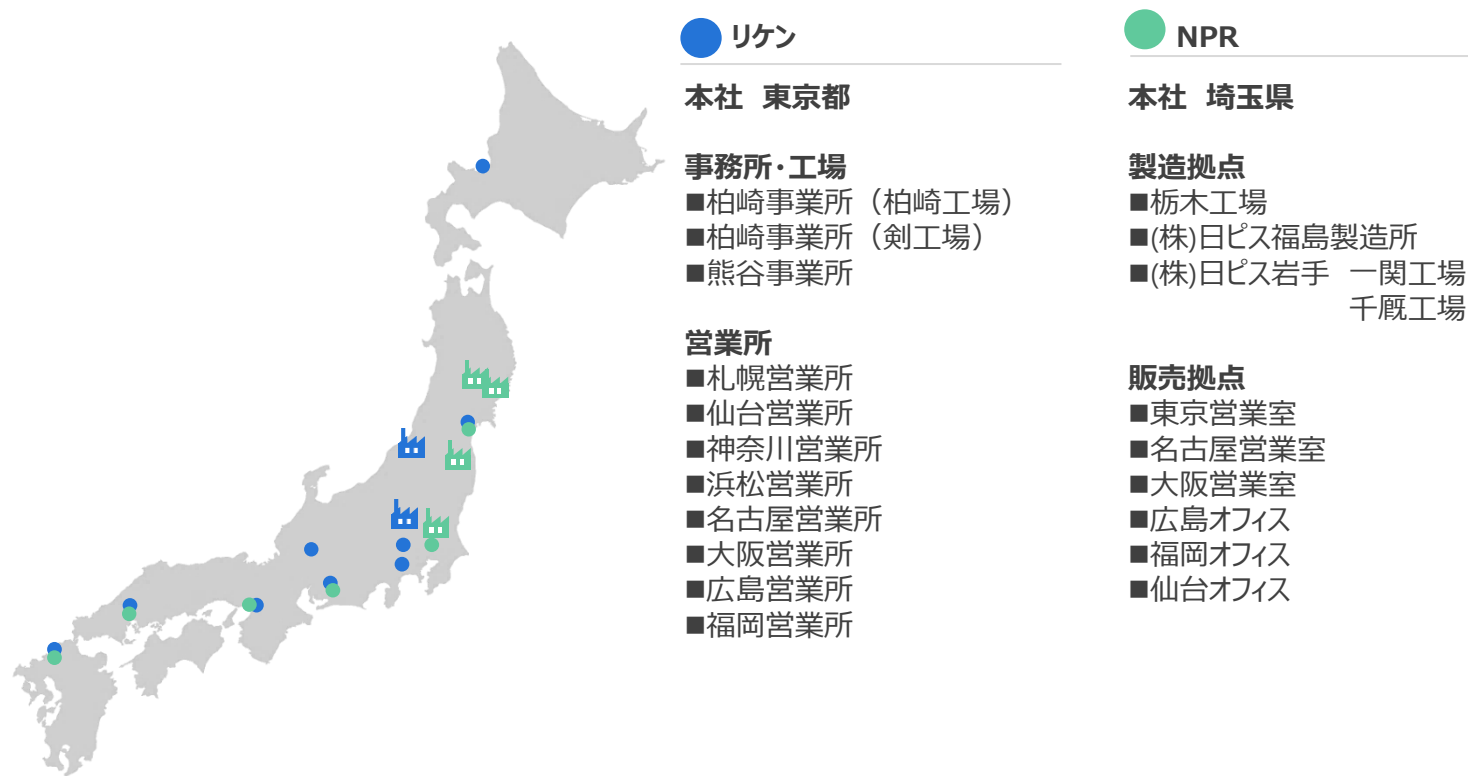 リケン
本社 東京都
事務所・工場
■柏崎事業所（柏崎工場）
■柏崎事業所（剣工場）
■熊谷事業所
営業所
■札幌営業所
■仙台営業所
■神奈川営業所
■浜松営業所
■名古屋営業所
■大阪営業所
■広島営業所
■福岡営業所
NPR
本社 埼玉県
製造拠点
■栃木工場
■(株)日ピス福島製造所
■(株)日ピス岩手 一関工場
千厩工場
販売拠点
■東京営業室
■名古屋営業室
■大阪営業室
■広島オフィス
■福岡オフィス
■仙台オフィス